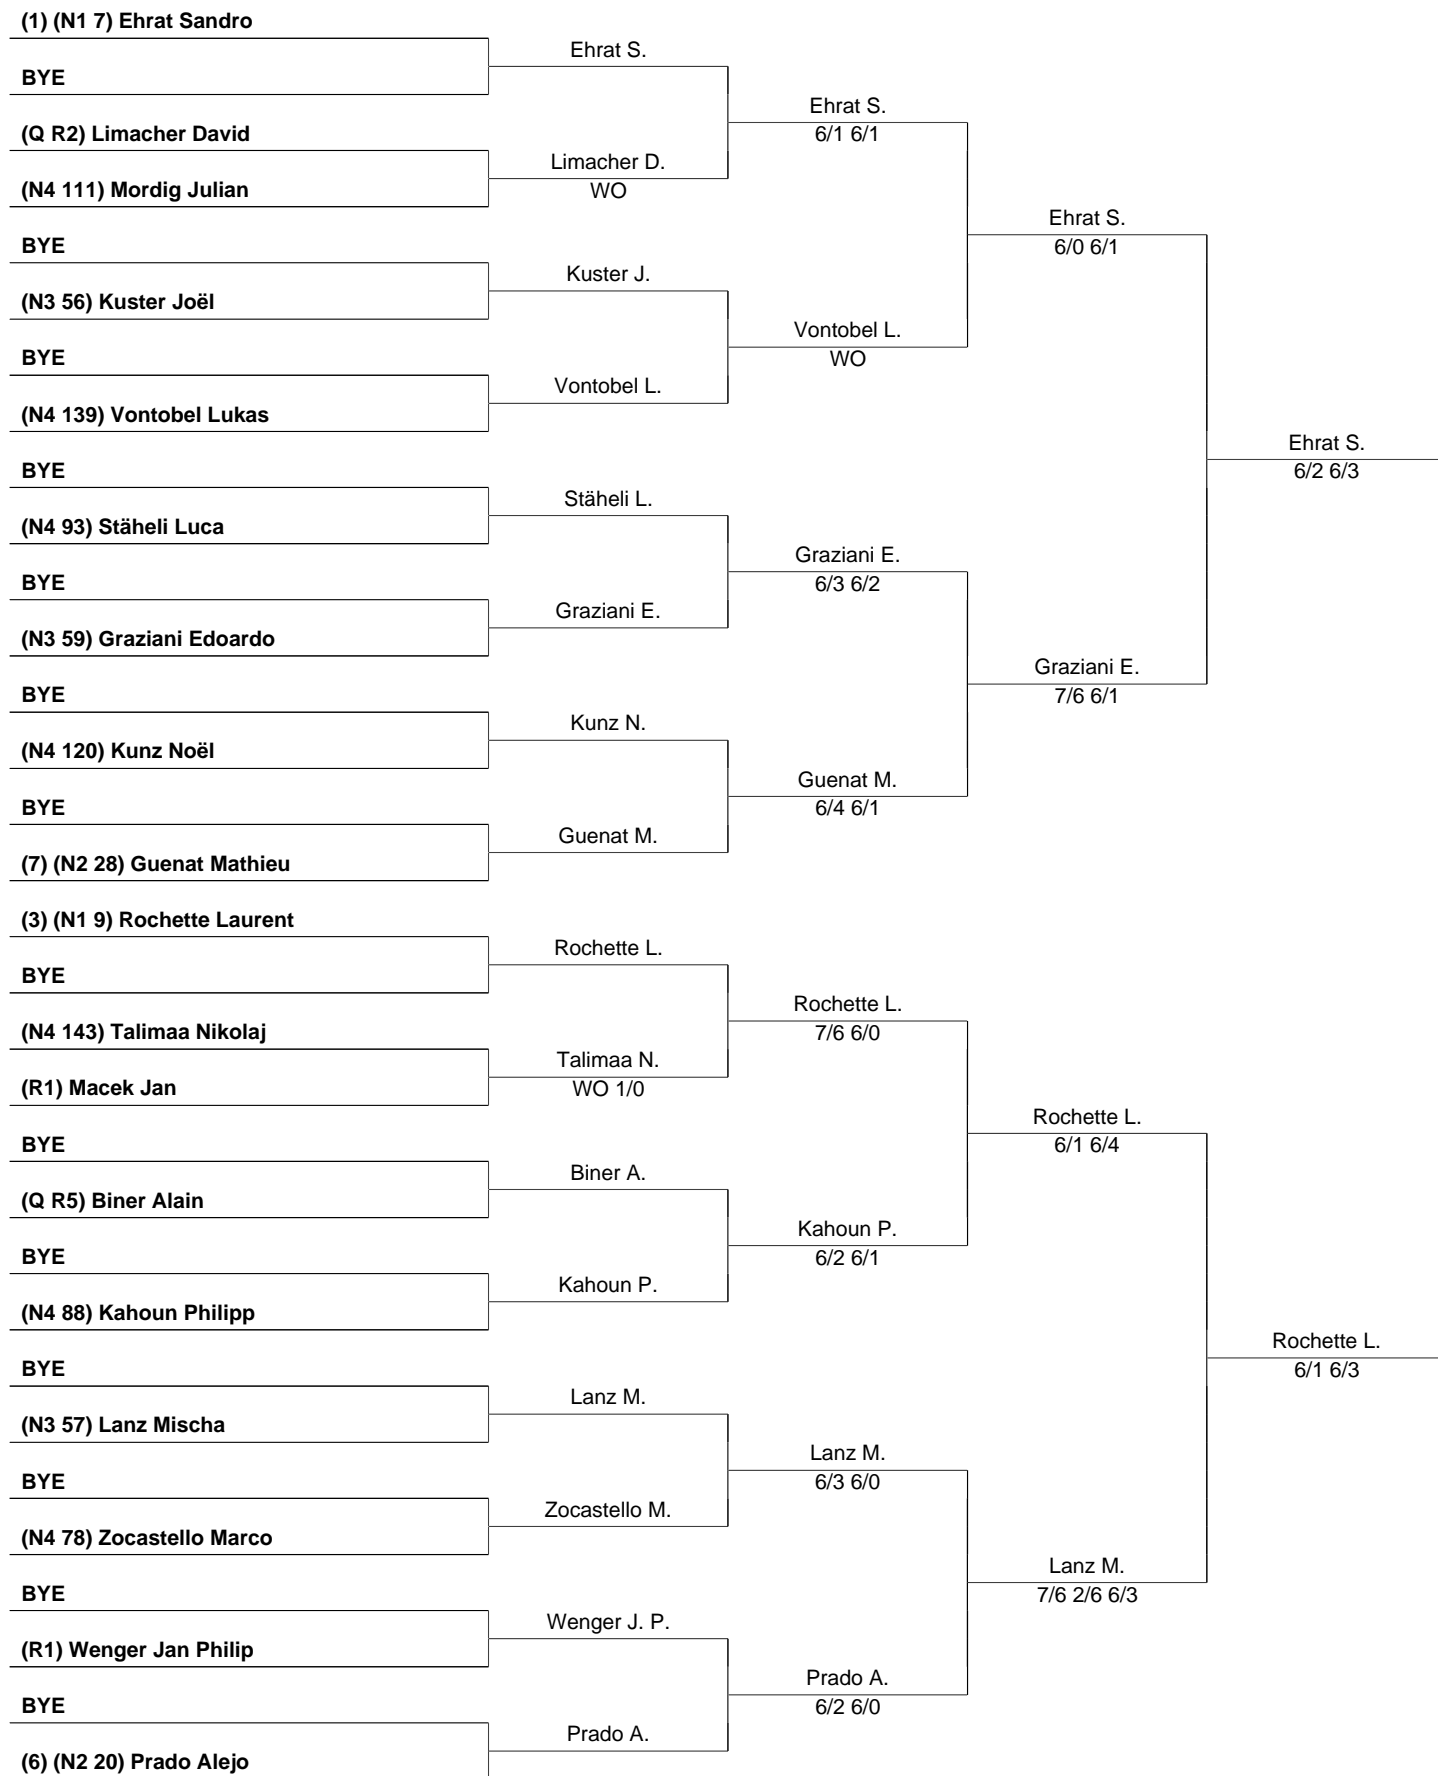 (1) (N1 7) Ehrat Sandro
BYE
(Q R2) Limacher David
(N4 111) Mordig Julian
BYE
(N3 56) Kuster Joël
BYE
(N4 139) Vontobel Lukas
BYE
(N4 93) Stäheli Luca
BYE
(N3 59) Graziani Edoardo
BYE
(N4 120) Kunz Noël
BYE
(7) (N2 28) Guenat Mathieu
(3) (N1 9) Rochette Laurent
BYE
(N4 143) Talimaa Nikolaj
(R1) Macek Jan
BYE
(Q R5) Biner Alain
BYE
(N4 88) Kahoun Philipp
BYE
(N3 57) Lanz Mischa
BYE
(N4 78) Zocastello Marco
BYE
(R1) Wenger Jan Philip
BYE
(6) (N2 20) Prado Alejo
Ehrat S.
Limacher D.
WO
Kuster J.
Vontobel L.
Stäheli L.
Graziani E.
Kunz N.
Guenat M.
Rochette L.
Talimaa N.
WO 1/0
Biner A.
Kahoun P.
Lanz M.
Zocastello M.
Wenger J. P.
Prado A.
Ehrat S.
6/1 6/1
Vontobel L.
WO
Graziani E.
6/3 6/2
Guenat M.
6/4 6/1
Rochette L.
7/6 6/0
Kahoun P.
6/2 6/1
Lanz M.
6/3 6/0
Prado A.
6/2 6/0
Ehrat S.
6/0 6/1
Graziani E.
7/6 6/1
Rochette L.
6/1 6/4
Lanz M.
7/6 2/6 6/3
Ehrat S.
6/2 6/3
Rochette L.
6/1 6/3